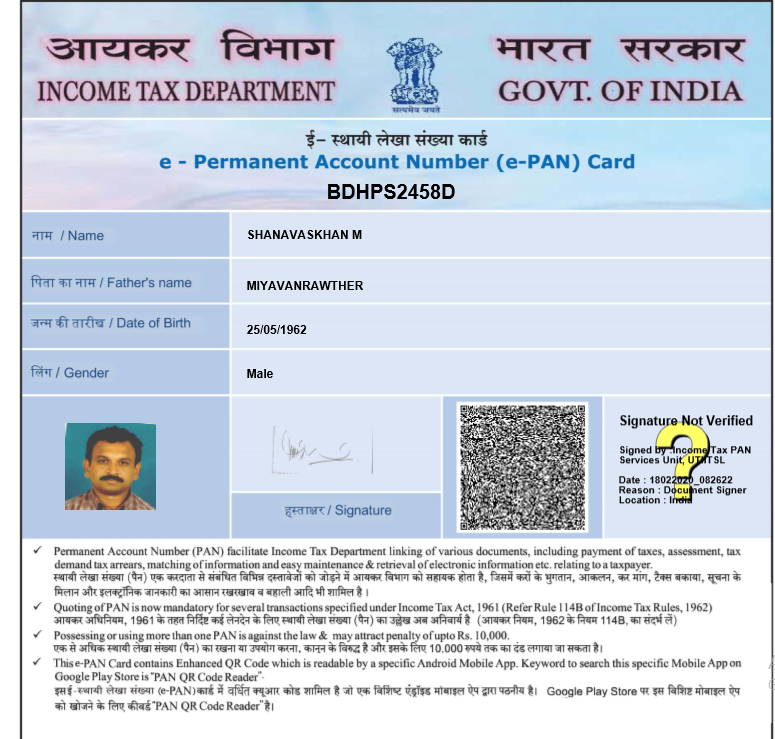 आयकर विभाग
INCOME TAX DEPARTMENT
सत्यमेव जयते
भारत सरकार
GOVT. OF INDIA
ई- स्थायी लेखा संख्या कार्ड
e - Permanent Account Number (e-PAN) Card
BDHPS2458D
नाम / Name
SHANAVASKHAN M
पिता का नाम / Father's name
MIYAVANRAWTHER
जन्म की तारीख / Date of Birth
25/05/1962
लिंग / Gender
Male
हस्ताक्षर / Signature
Signature Not Verified
Signed by :Income Tax PAN
Services Unit, UTIITSL
Date : 18022020_082622
Reason : Document Signer
Location : India
✓ Permanent Account Number (PAN) facilitate Income Tax Department linking of various documents, including payment of taxes, assessment, tax
demand tax arrears, matching of information and easy maintenance & retrieval of electronic information etc. relating to a taxpayer.
स्थायी लेखा संख्या (पैन) एक करदाता से संबंधित विभिन्न दस्तावेजों को जोड़ने में आयकर विभाग को सहायक होता है, जिसमें करों के भुगतान, आकलन, कर मांग, टैक्स बकाया, सूचना के
मिलान और इलक्ट्रॉनिक जानकारी का आसान रखरखाव व बहाली आदि भी शामिल है ।
✓ Quoting of PAN is now mandatory for several transactions specified under Income Tax Act, 1961 (Refer Rule 114B of Income Tax Rules, 1962)
आयकर अधिनियम, 1961 के तहत निर्दिष्ट कई लेनदेन के लिए स्थायी लेखा संख्या (पैन) का उल्लेख अब अनिवार्य है (आयकर नियम, 1962 के नियम 114B, का संदर्भ लें)
✓ Possessing or using more than one PAN is against the law & may attract penalty of upto Rs. 10,000.
एक से अधिक स्थायी लेखा संख्या (पैन) का रखना या उपयोग करना, कानून के विरुद्ध है और इसके लिए 10,000 रुपये तक का दंड लगाया जा सकता है।
✓ This e-PAN Card contains Enhanced QR Code which is readable by a specific Android Mobile App. Keyword to search this specific Mobile App on
Google Play Store is "PAN QR Code Reader".
इस ई-स्थायी लेखा संख्या (e-PAN) कार्ड में वर्धित क्यूआर कोड शामिल है जो एक विशिष्ट एंड्रॉइड मोबाइल ऐप द्वारा पठनीय है। Google Play Store पर इस विशिष्ट मोबाइल ऐप
को खोजने के लिए कीवर्ड "PAN QR Code Reader" है।